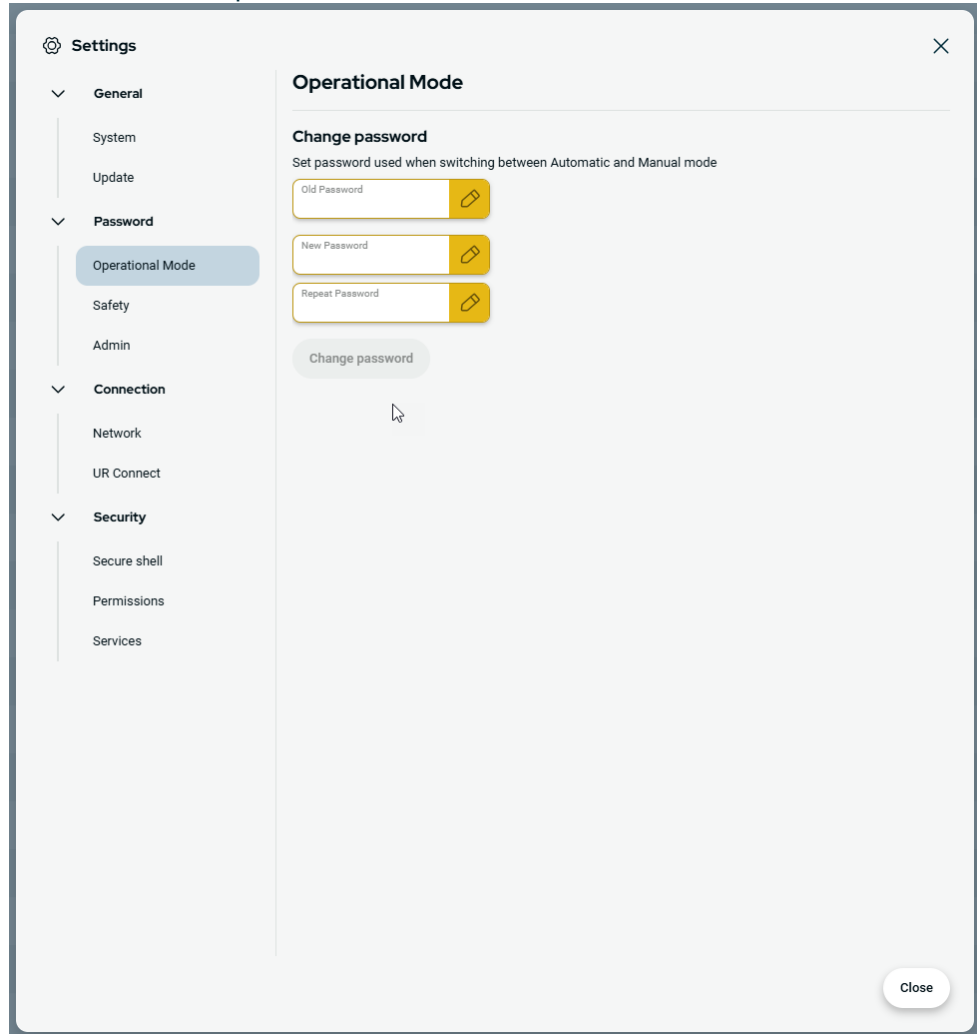 Settings
General
System
Update
Password
Operational Mode
Safety
Admin
Connection
Network
UR Connect
Security
Secure shell
Permissions
Services
Operational Mode
Change password
Set password used when switching between Automatic and Manual mode
Old Password
New Password
Repeat Password
Change password
Close